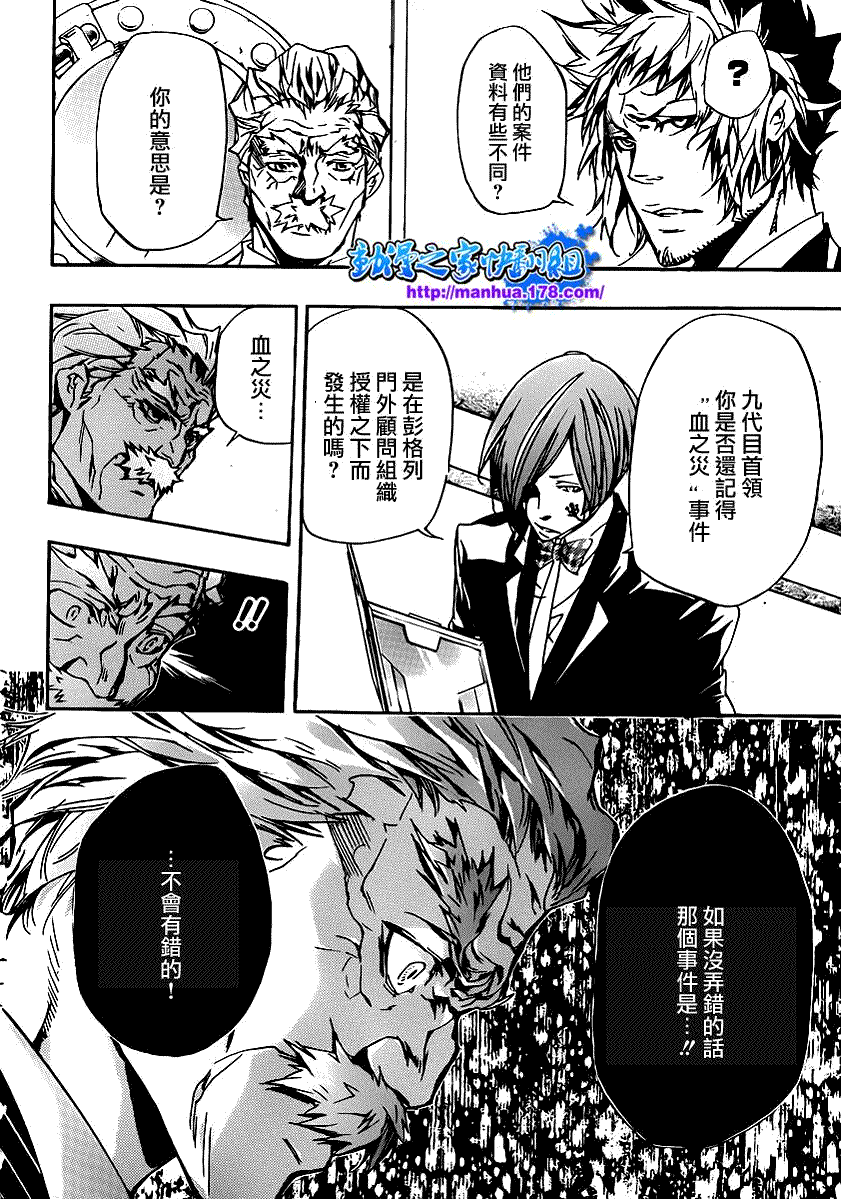 ?
他們的案件
資料有些不同?
你的意思是?
動漫之家快翻組
http://manhua.178.com/
九代目首領
你是否還記得
"血之災"事件
是在彭格列
門外顧問組織
授權之下而
發生的嗎?
血之災…
!!
如果沒弄錯的話
那個事件是…!!
…不會有錯的!